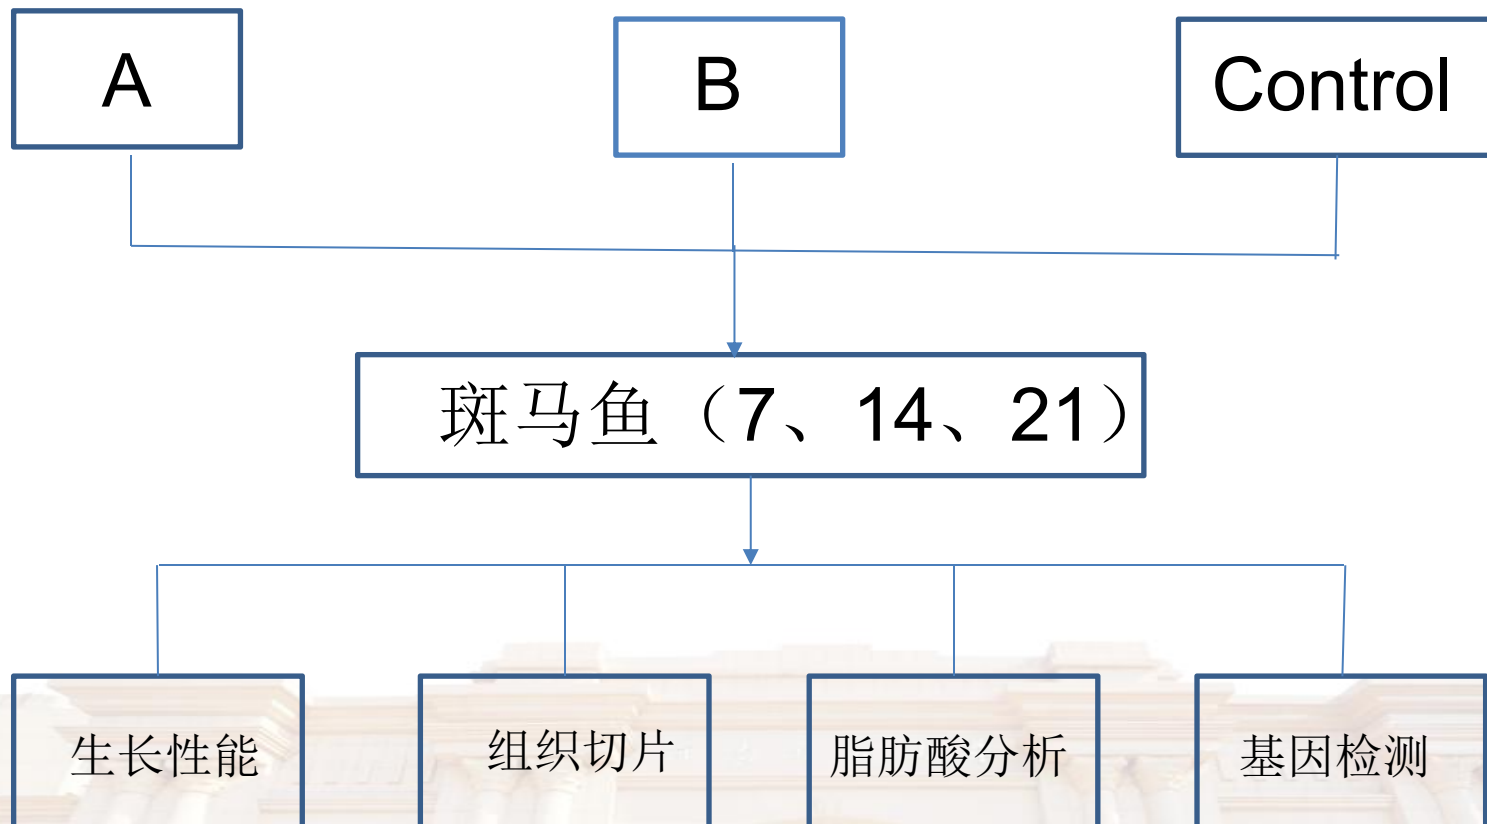 A
B
Control
斑马鱼（7、14、21）
生长性能
组织切片
脂肪酸分析
基因检测